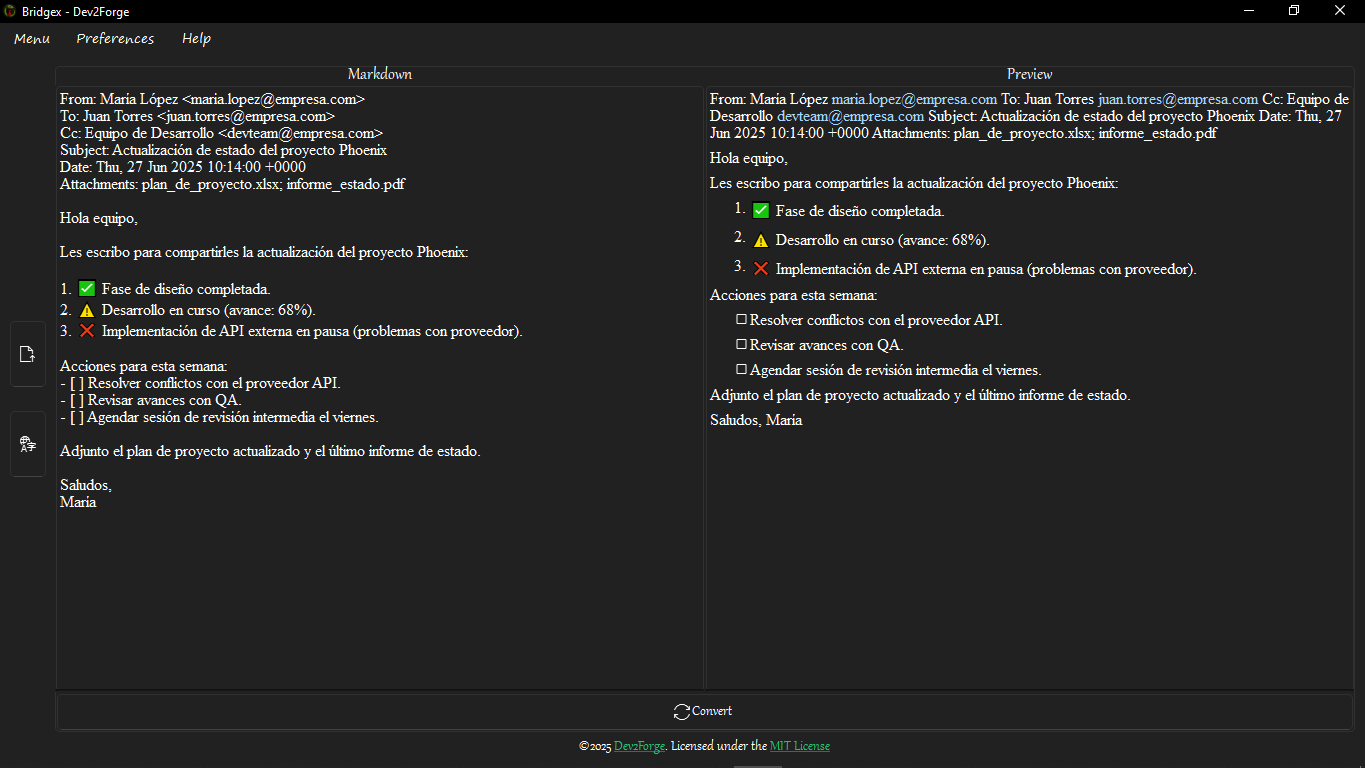 Bridgex - Dev2Forge
Menu Preferences Help
Markdown
From: María López <maria.lopez@empresa.com>
To: Juan Torres <juan.torres@empresa.com>
Cc: Equipo de Desarrollo <devteam@empresa.com>
Subject: Actualización de estado del proyecto Phoenix
Date: Thu, 27 Jun 2025 10:14:00 +0000
Attachments: plan_de_proyecto.xlsx; informe_estado.pdf
Hola equipo,
Les escribo para compartirles la actualización del proyecto Phoenix:
1. ✅ Fase de diseño completada.
2. ⚠️ Desarrollo en curso (avance: 68%).
3. ❌ Implementación de API externa en pausa (problemas con proveedor).
Acciones para esta semana:
- [ ] Resolver conflictos con el proveedor API.
- [ ] Revisar avances con QA.
- [ ] Agendar sesión de revisión intermedia el viernes.
Adjunto el plan de proyecto actualizado y el último informe de estado.
Saludos,
María
Preview
From: María López maria.lopez@empresa.com To: Juan Torres juan.torres@empresa.com Cc: Equipo de
Desarrollo devteam@empresa.com Subject: Actualización de estado del proyecto Phoenix Date: Thu, 27
Jun 2025 10:14:00 +0000 Attachments: plan_de_proyecto.xlsx; informe_estado.pdf
Hola equipo,
Les escribo para compartirles la actualización del proyecto Phoenix:
1. ✅ Fase de diseño completada.
2. ⚠️ Desarrollo en curso (avance: 68%).
3. ❌ Implementación de API externa en pausa (problemas con proveedor).
Acciones para esta semana:
☐ Resolver conflictos con el proveedor API.
☐ Revisar avances con QA.
☐ Agendar sesión de revisión intermedia el viernes.
Adjunto el plan de proyecto actualizado y el último informe de estado.
Saludos, María
Convert
©2025 Dev2Forge. Licensed under the MIT License